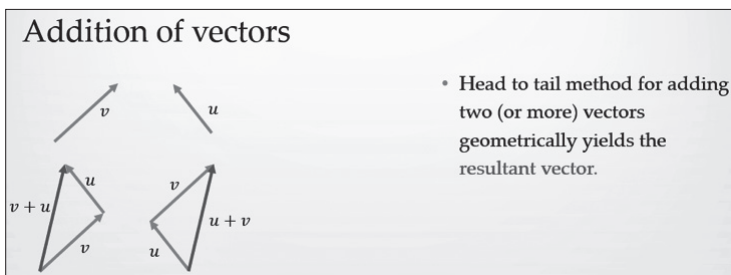 Addition of vectors
v
u
• Head to tail method for adding
two (or more) vectors
geometrically yields the
resultant vector.
v + u
u
v
v
u
u + v